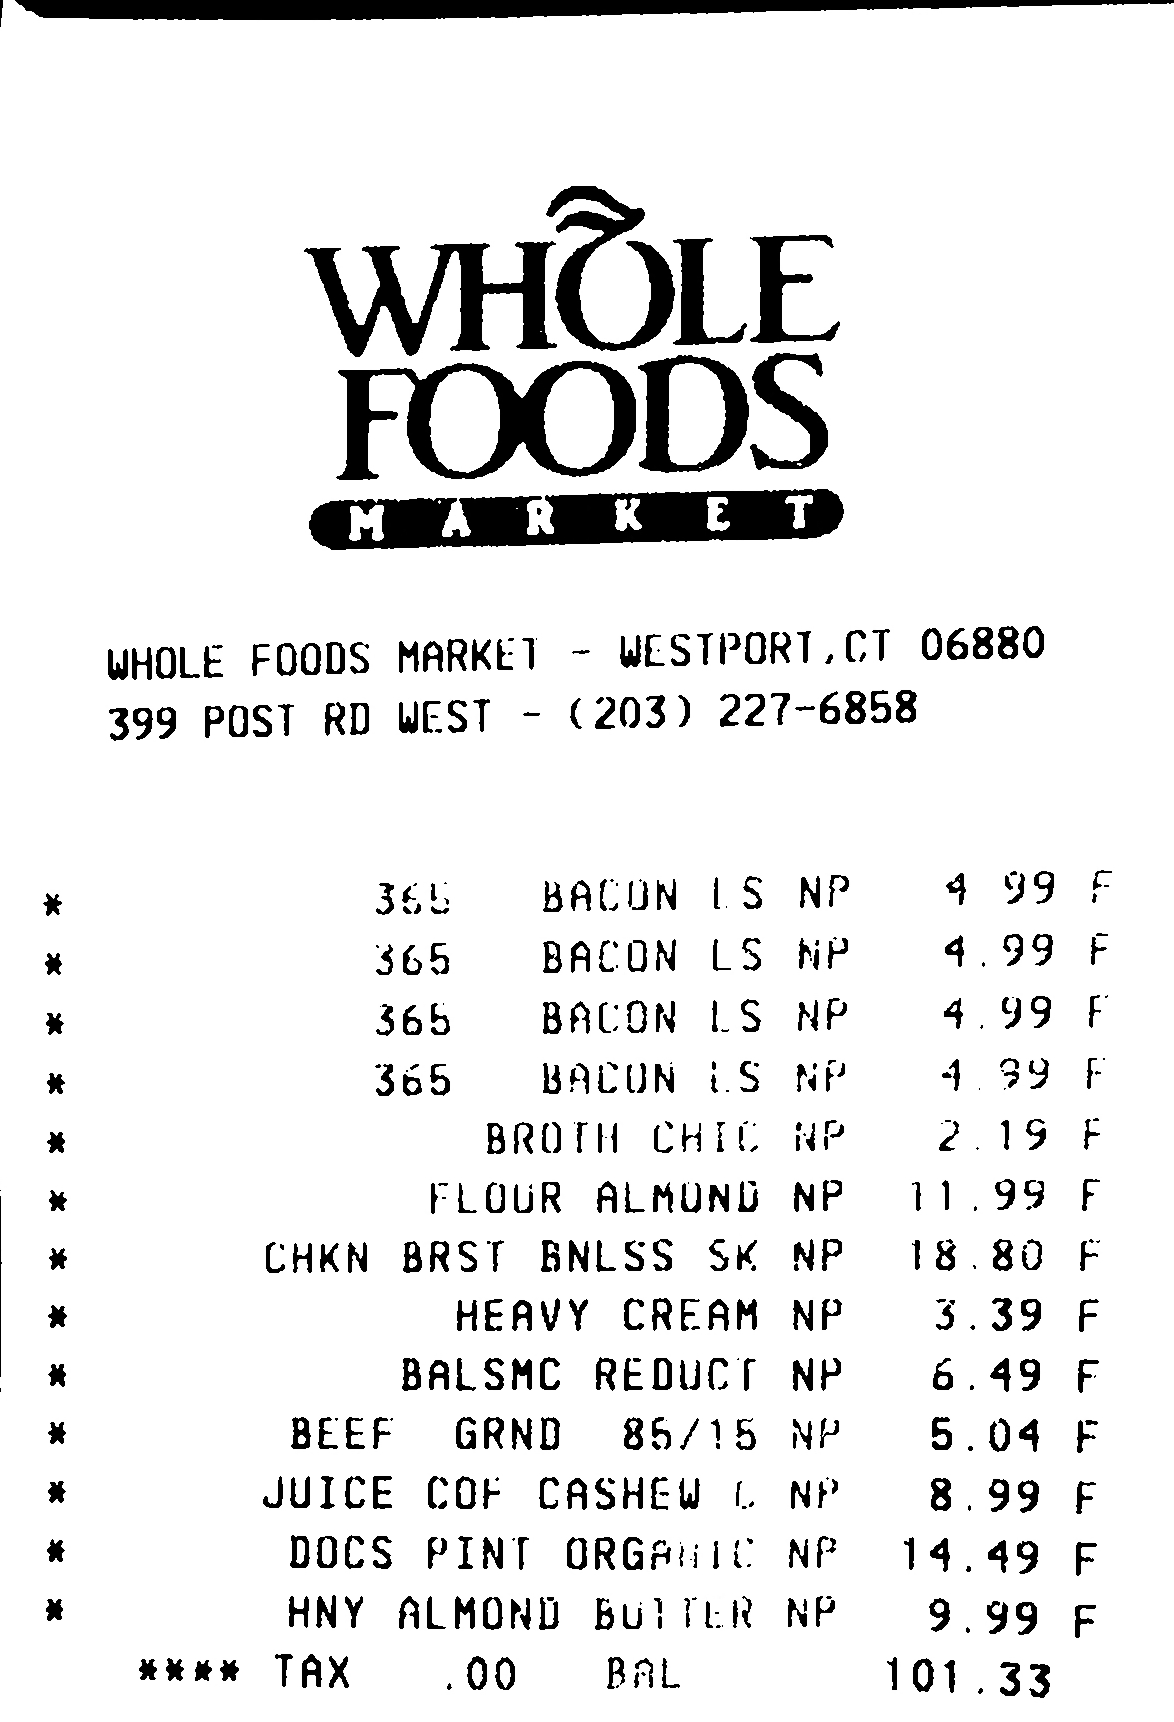 WHOLE
FOODS
MARKET
WHOLE FOODS MARKET - WESTPORT,CT 06880
399 POST RD WEST - (203) 227-6858
* 365 BACON LS NP 4.99 F
* 365 BACON LS NP 4.99 F
* 365 BACON LS NP 4.99 F
* 365 BACON LS NP 4.99 F
* BROTH CHIC NP 2.19 F
* FLOUR ALMOND NP 11.99 F
* CHKN BRST BNLSS SK NP 18.80 F
* HEAVY CREAM NP 3.39 F
* BALSMC REDUCT NP 6.49 F
* BEEF GRND 85/15 NP 5.04 F
* JUICE COF CASHEW C NP 8.99 F
* DOCS PINT ORGANIC NP 14.49 F
* HNY ALMOND BUTTER NP 9.99 F
**** TAX .00 BAL 101.33